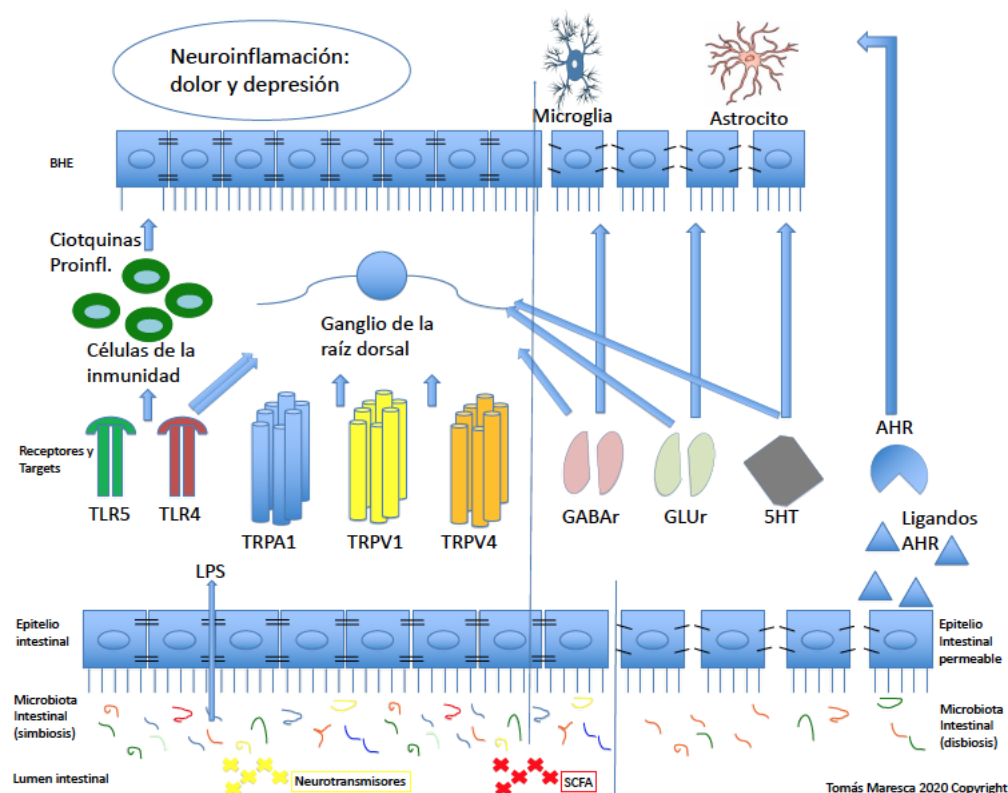 Neuroinflamación:
dolor y depresión
Microglia
Astrocito
BHE
Ciotquinas
Proinfl.
Células de la
inmunidad
Ganglio de la
raíz dorsal
Receptores y
Targets
TLR5
TLR4
TRPA1
TRPV1
TRPV4
GABAr
GLUr
5HT
AHR
Ligandos
AHR
LPS
Epitelio
intestinal
Epitelio
Intestinal
permeable
Microbiota
Intestinal
(simbiosis)
Microbiota
Intestinal
(disbiosis)
Lumen intestinal
Neurotransmisores
SCFA
Tomás Maresca 2020 Copyright